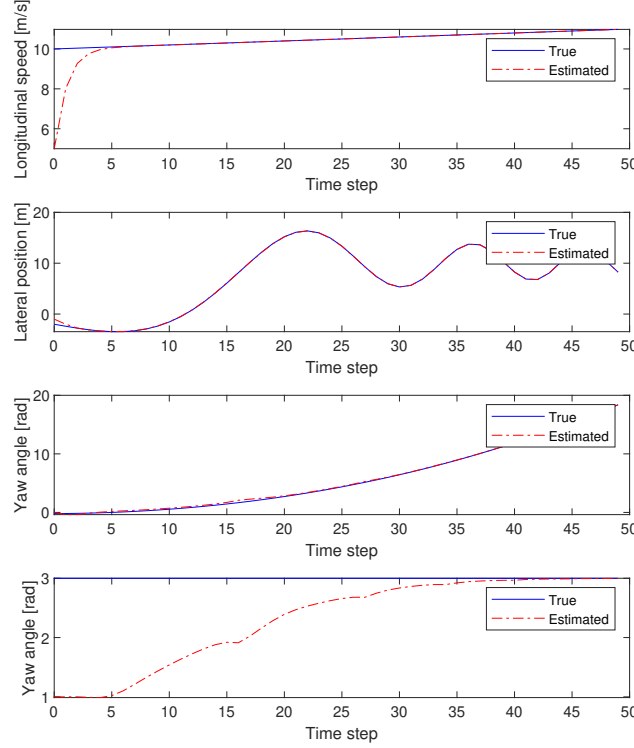 Longitudinal speed [m/s]
10
8
6
0 5 10 15 20 25 30 35 40 45 50
Time step
True
Estimated
Lateral position [m]
20
10
0
0 5 10 15 20 25 30 35 40 45 50
Time step
True
Estimated
Yaw angle [rad]
20
10
0
0 5 10 15 20 25 30 35 40 45 50
Time step
True
Estimated
Yaw angle [rad]
3
2
1
0 5 10 15 20 25 30 35 40 45 50
Time step
True
Estimated